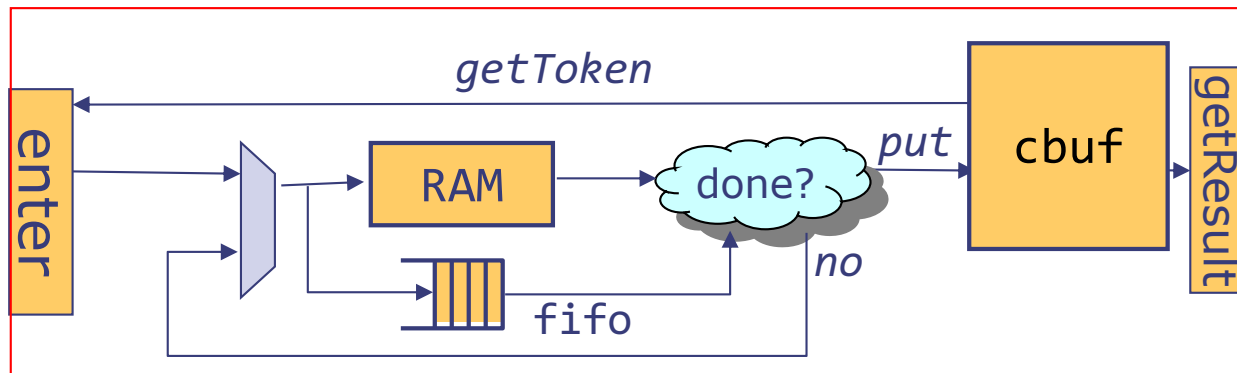 getToken
enter
RAM
done?
put
cbuf
getResult
no
fifo